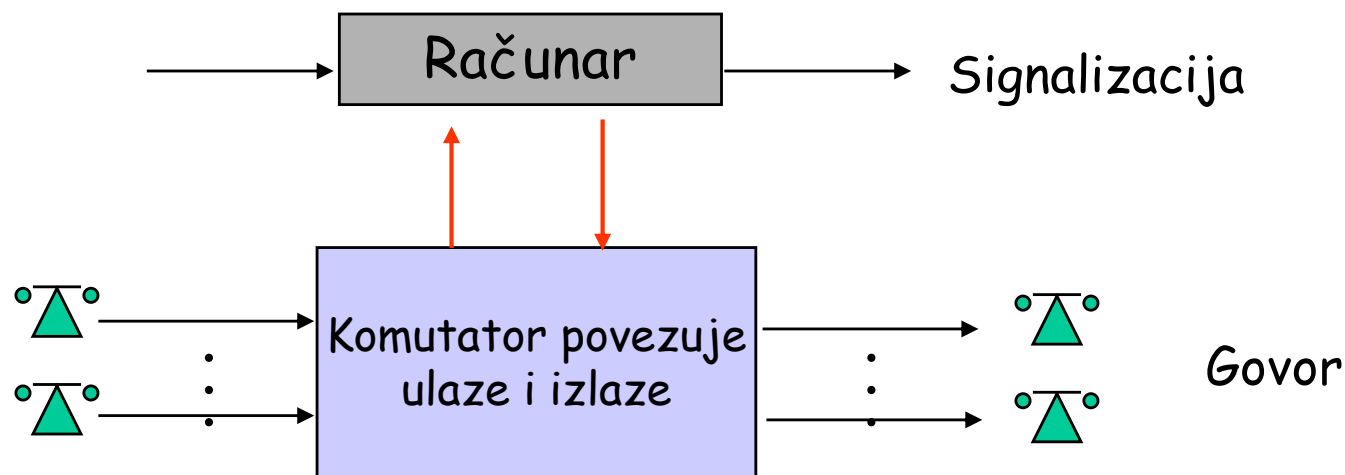 Računar
Signalizacija
Komutator povezuje
ulaze i izlaze
Govor